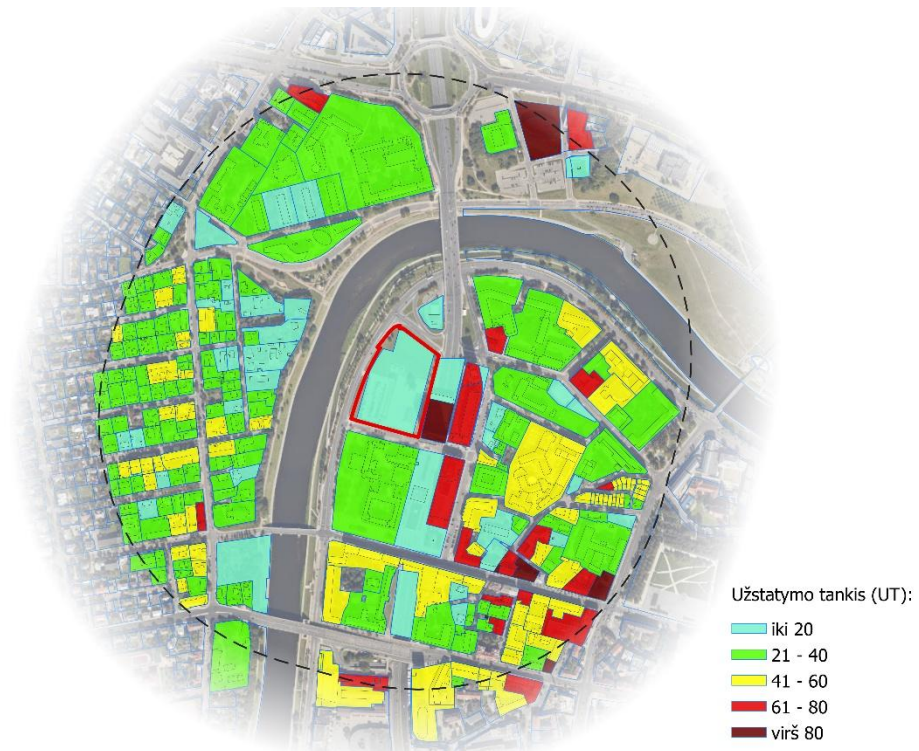 Užstatymo tankis (UT):
iki 20
21 - 40
41 - 60
61 - 80
virš 80